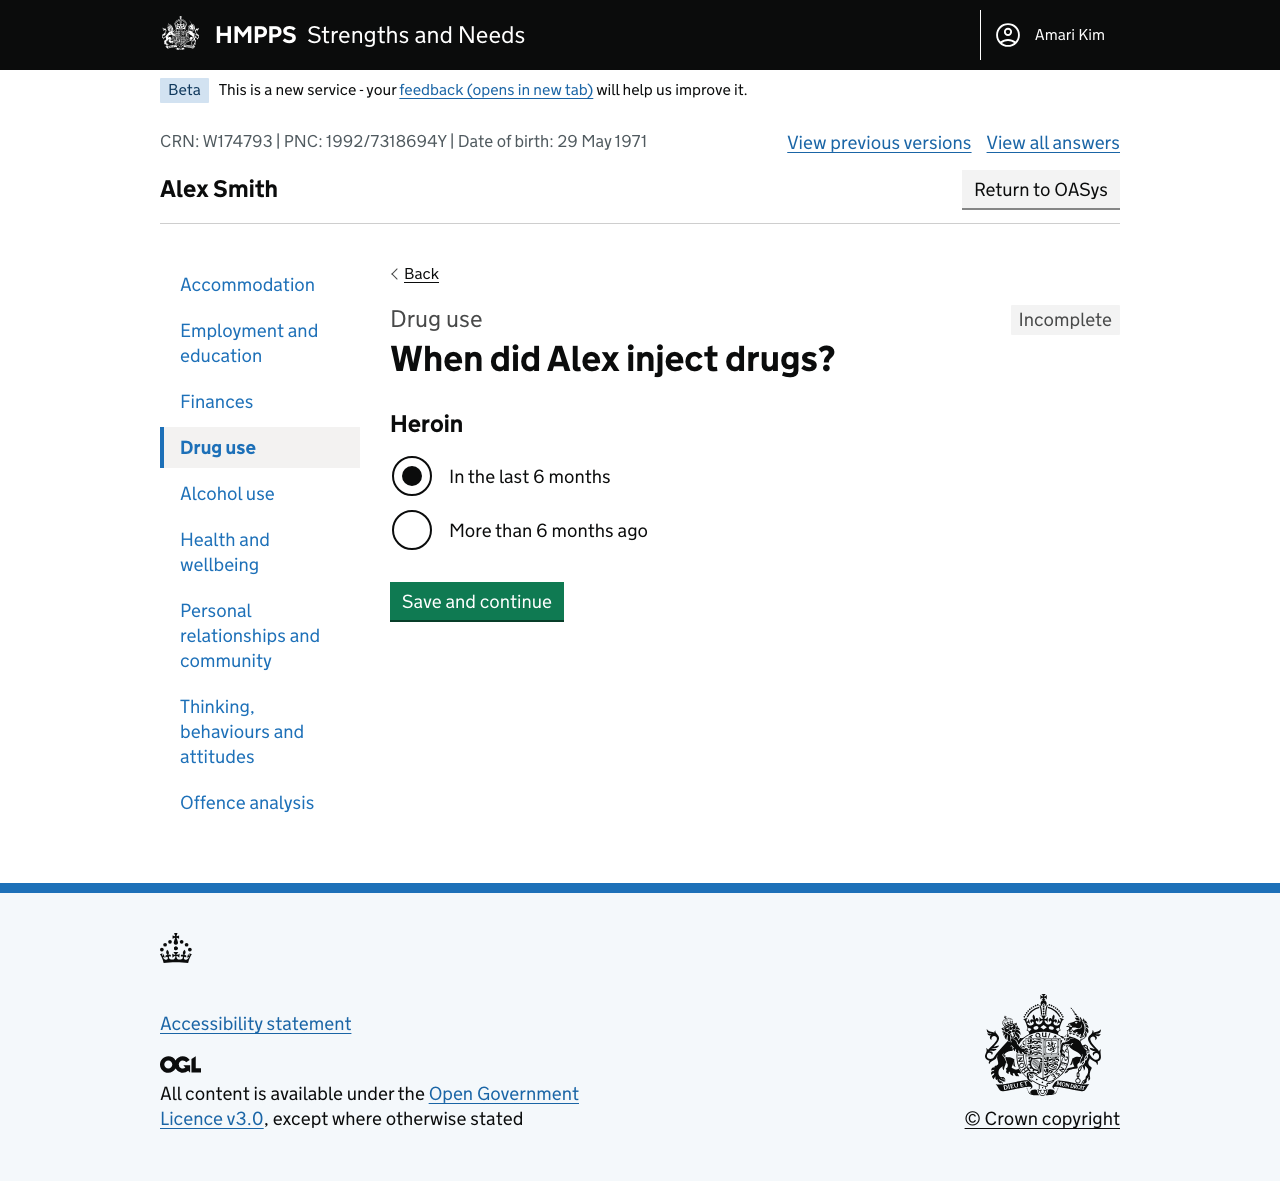 HMPPS Strengths and Needs
Amari Kim
Beta This is a new service - your feedback (opens in new tab) will help us improve it.
CRN: W174793 | PNC: 1992/7318694Y | Date of birth: 29 May 1971
View previous versions View all answers
Alex Smith
Return to OASys
Accommodation
Employment and
education
Finances
Drug use
Alcohol use
Health and
wellbeing
Personal
relationships and
community
Thinking,
behaviours and
attitudes
Offence analysis
Back
Drug use
Incomplete
When did Alex inject drugs?
Heroin
In the last 6 months
More than 6 months ago
Save and continue
Accessibility statement
OGL
All content is available under the Open Government
Licence v3.0, except where otherwise stated
DIEU ET MON DROIT
© Crown copyright